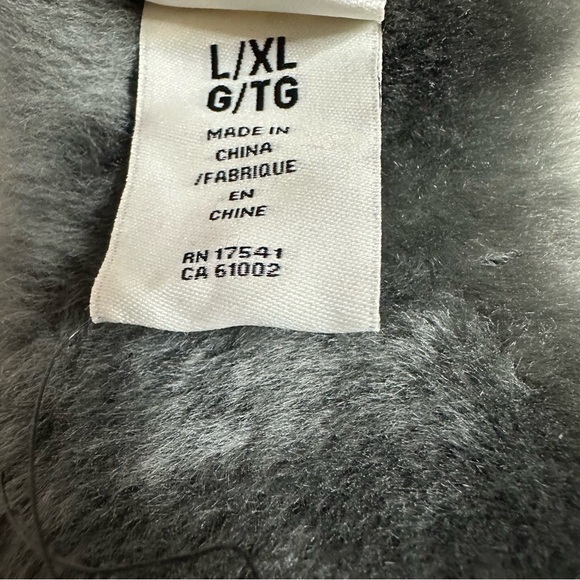 L/XL
G/TG
MADE IN
CHINA
/FABRIQUE
EN
CHINE
RN 17541
CA 61002